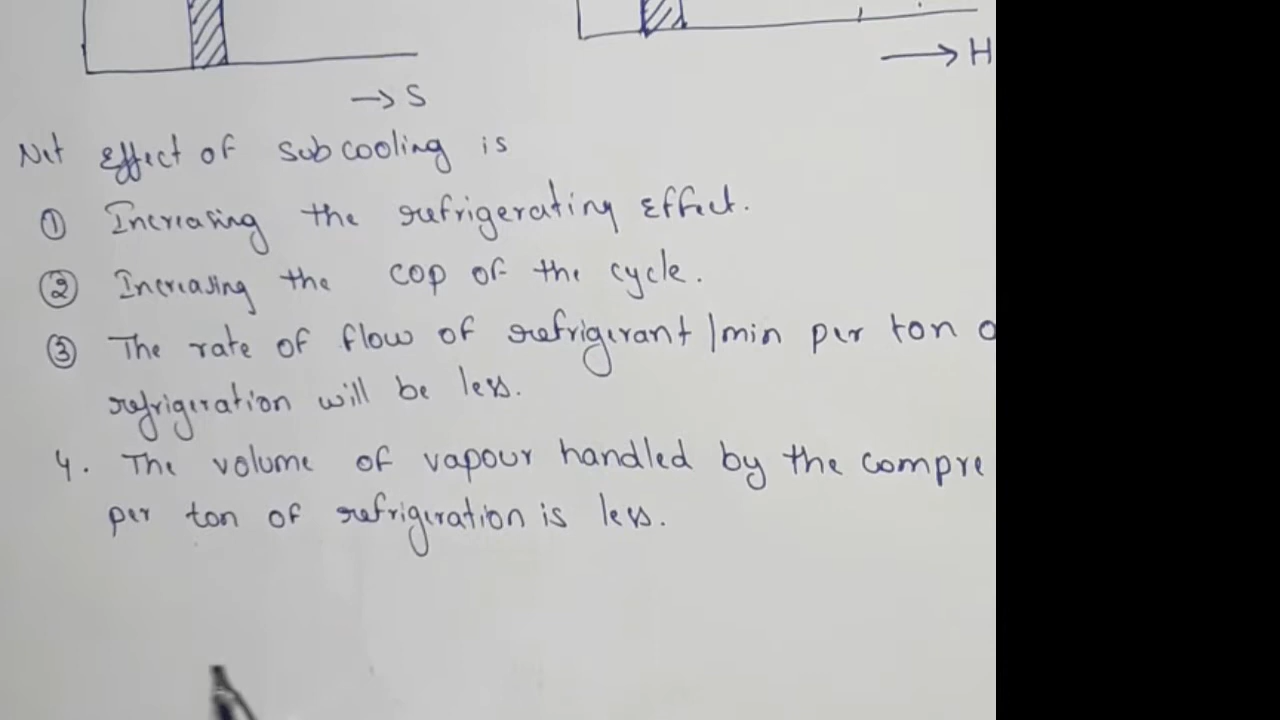 → H
→ S
Net Effect of sub cooling is
① Increasing the refrigerating Effect.
② Increasing the cop of the cycle.
③ The rate of flow of refrigerant /min per ton o
refrigeration will be less.
4. The volume of vapour handled by the compre
per ton of refrigeration is less.